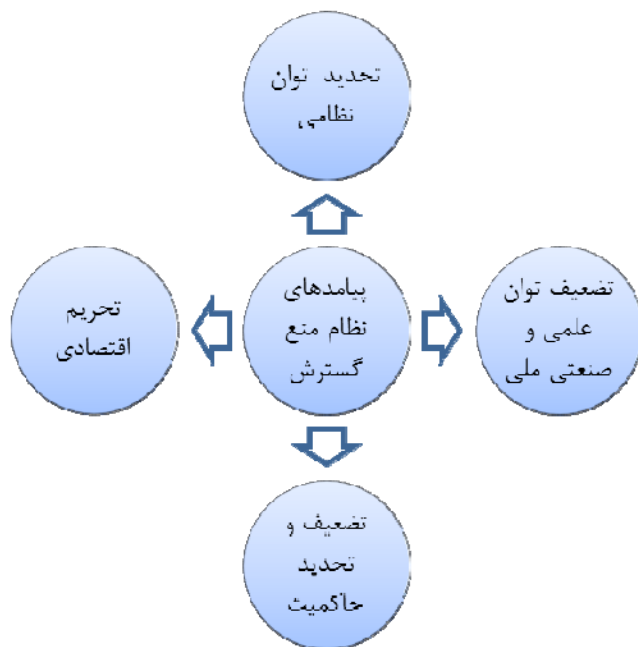 تحدید توان
نظامی
پیامدهای
نظام منع
گسترش
تضعیف توان
علمی و
صنعتی ملی
تحریم
اقتصادی
تضعیف و
تحدید
حاکمیت